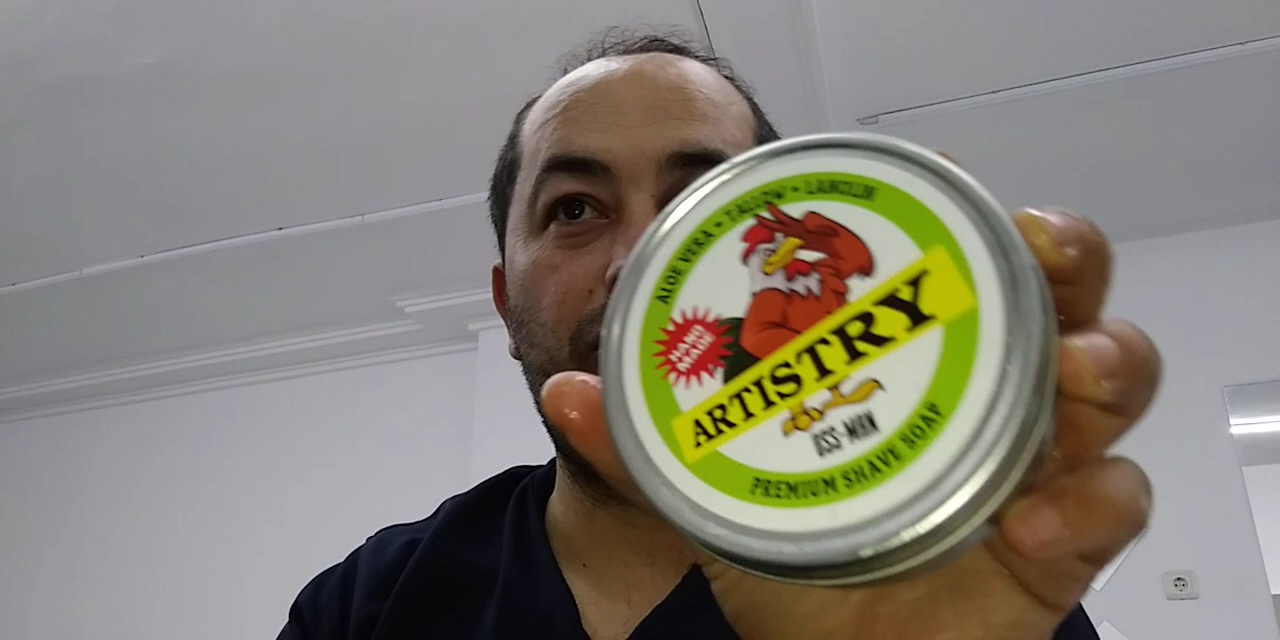 ALOE VERA • TALLOW • LANOLIN
HAND
MADE
ARTISTRY
OSS-MAN
PREMIUM SHAVE SOAP